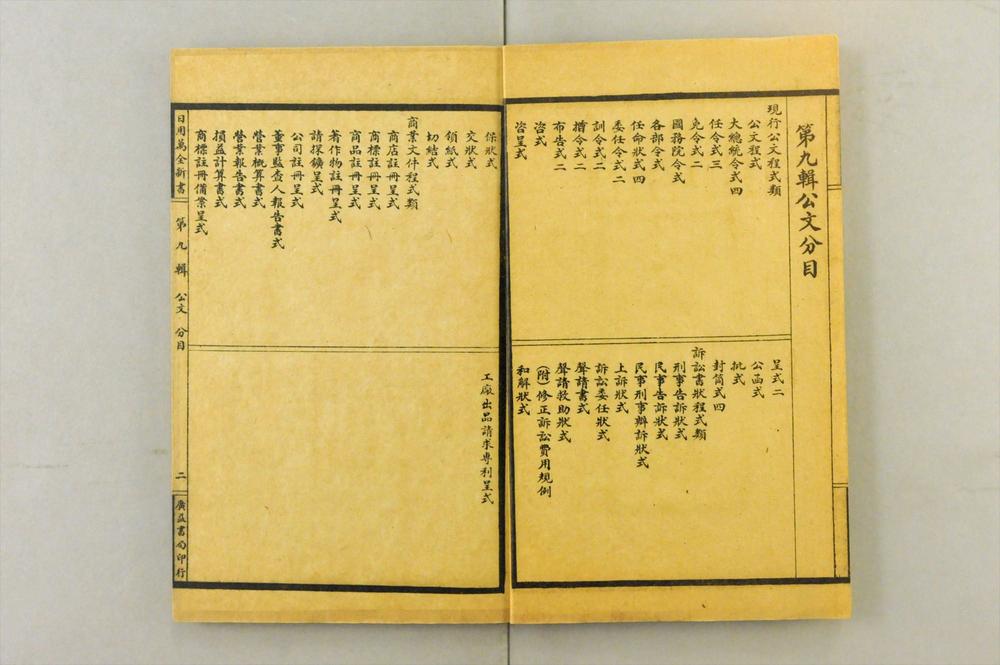 第九輯公文分目
現行公文程式類
公文程式
大總統令式四
任令式三
免令式二
國務院令式
各部令式
任命狀式四
委任令式二
訓令式二
指令式二
布告式二
咨式
咨呈式
呈式二
公函式
批式
封筒式四
訴訟書狀程式類
刑事告訴狀式
民事告訴狀式
民事刑事辯訴狀式
上訴狀式
訴訟委任狀式
聲請書式
聲請救助狀式
(附)修正訴訟費用規例
和解狀式
保狀式
交狀式
領紙式
切結式
商業文件程式類
商店註冊呈式
商標註冊呈式
商品註冊呈式
著作物註冊呈式
請探鑛呈式
公司註冊呈式
董事監查人報告書式
營業概算書式
營業報告書式
損益計算書式
商標註冊備案呈式
工廠出品請求專利呈式
日用萬全新書
第九輯
公文分目
二
廣益書局印行